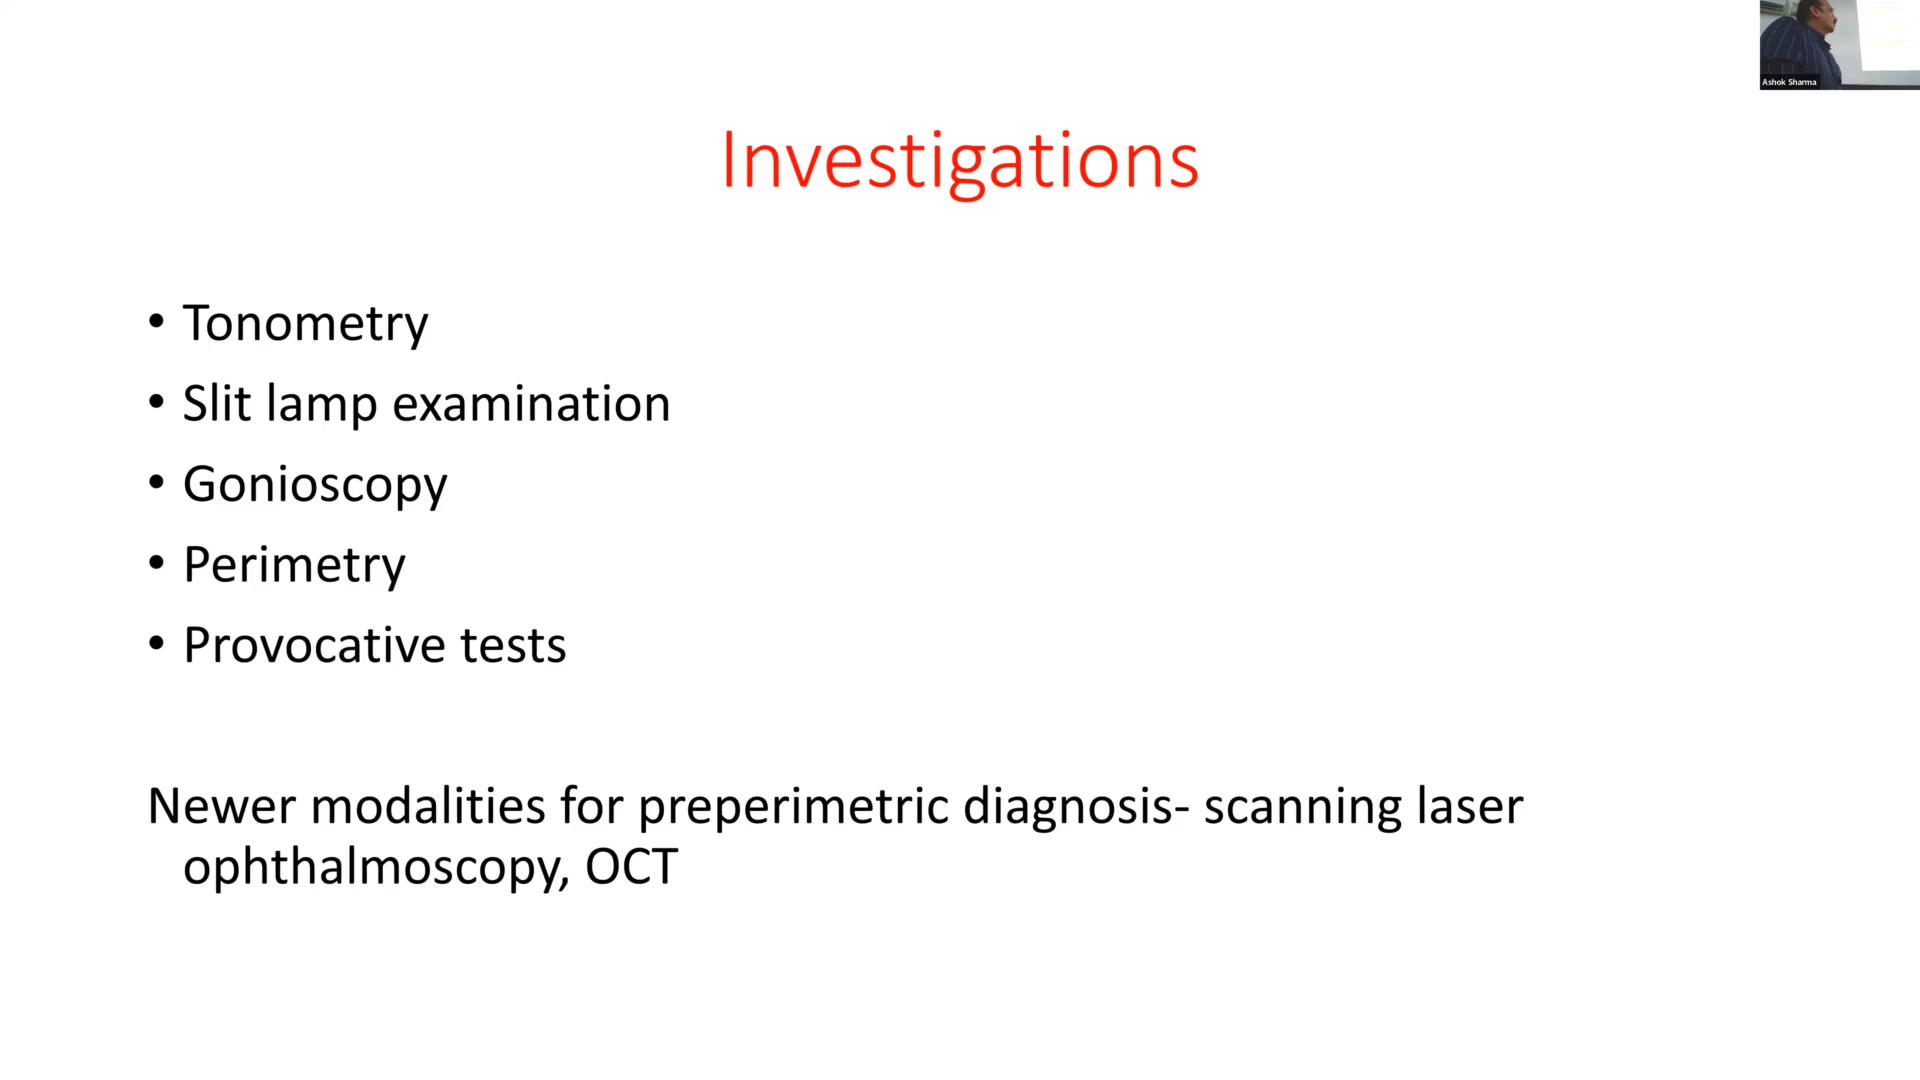 Ashok Sharma
Investigations
• Tonometry
• Slit lamp examination
• Gonioscopy
• Perimetry
• Provocative tests
Newer modalities for preperimetric diagnosis- scanning laser
ophthalmoscopy, OCT